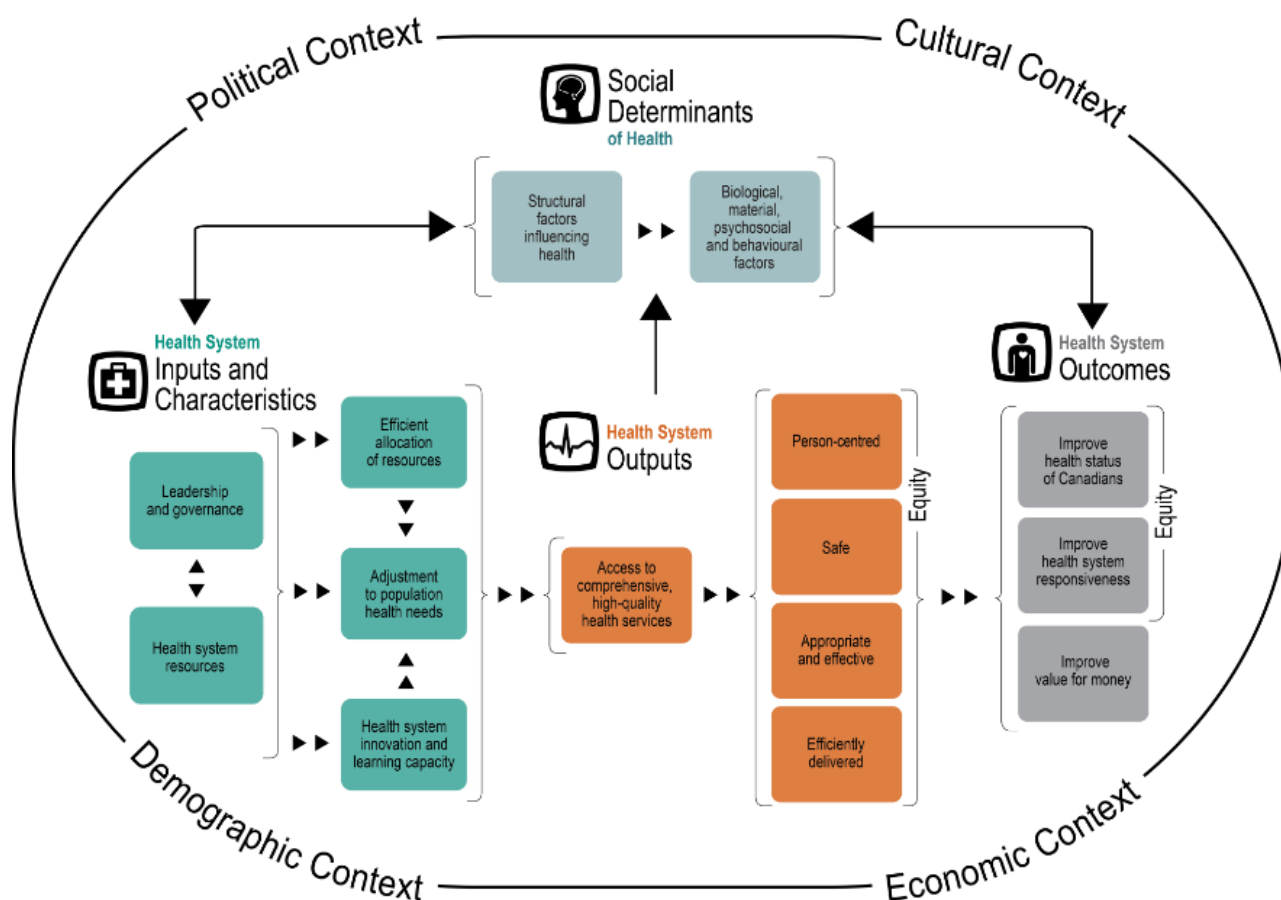 Political Context
Cultural Context
Social
Determinants
of Health
Structural
factors
influencing
health
Biological,
material,
psychosocial
and behavioural
factors
Health System
Inputs and
Characteristics
Leadership
and governance
Health system
resources
Efficient
allocation
of resources
Adjustment
to population
health needs
Health system
innovation and
learning capacity
Health System
Outputs
Access to
comprehensive,
high-quality
health services
Person-centred
Safe
Appropriate
and effective
Efficiently
delivered
Equity
Health System
Outcomes
Improve
health status
of Canadians
Improve
health system
responsiveness
Improve
value for money
Equity
Demographic Context
Economic Context